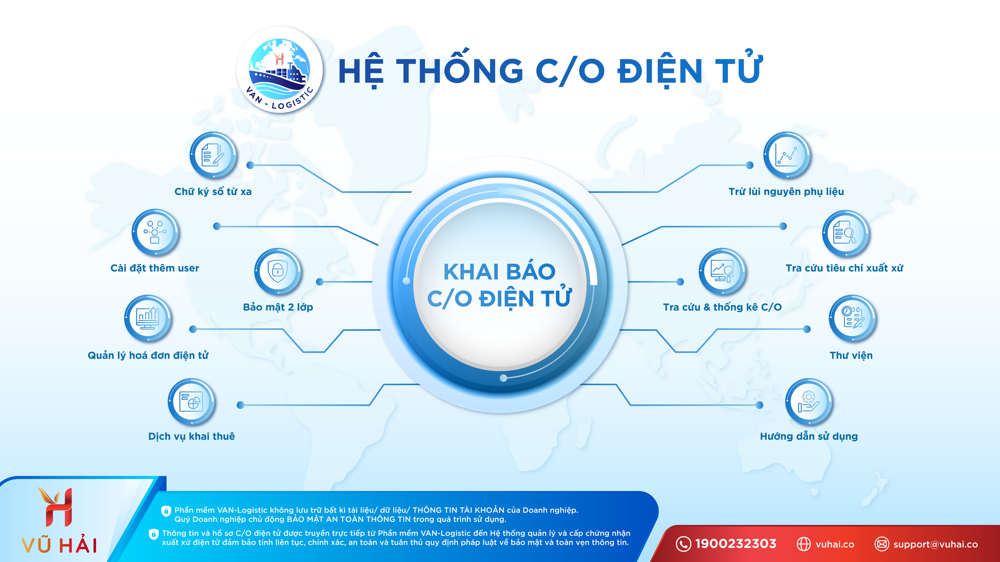 VAN - LOGISTIC
HỆ THỐNG C/O ĐIỆN TỬ
Chữ ký số từ xa
Cài đặt thêm user
Bảo mật 2 lớp
Quản lý hoá đơn điện tử
Dịch vụ khai thuê
KHAI BÁO
C/O ĐIỆN TỬ
Trừ lùi nguyên phụ liệu
Tra cứu tiêu chí xuất xứ
Tra cứu & thống kê C/O
Thư viện
Hướng dẫn sử dụng
VŨ HẢI
Phần mềm VAN-Logistic không lưu trữ bất kì tài liệu/ dữ liệu/ THÔNG TIN TÀI KHOẢN của Doanh nghiệp.
Quý Doanh nghiệp chủ động BẢO MẬT AN TOÀN THÔNG TIN trong quá trình sử dụng.
Thông tin và hồ sơ C/O điện tử được truyền trực tiếp từ Phần mềm VAN-Logistic đến Hệ thống quản lý và cấp chứng nhận
xuất xứ điện tử đảm bảo tính liên tục, chính xác, an toàn và tuân thủ quy định pháp luật về bảo mật và toàn vẹn thông tin.
1900232303
vuhai.co
support@vuhai.co